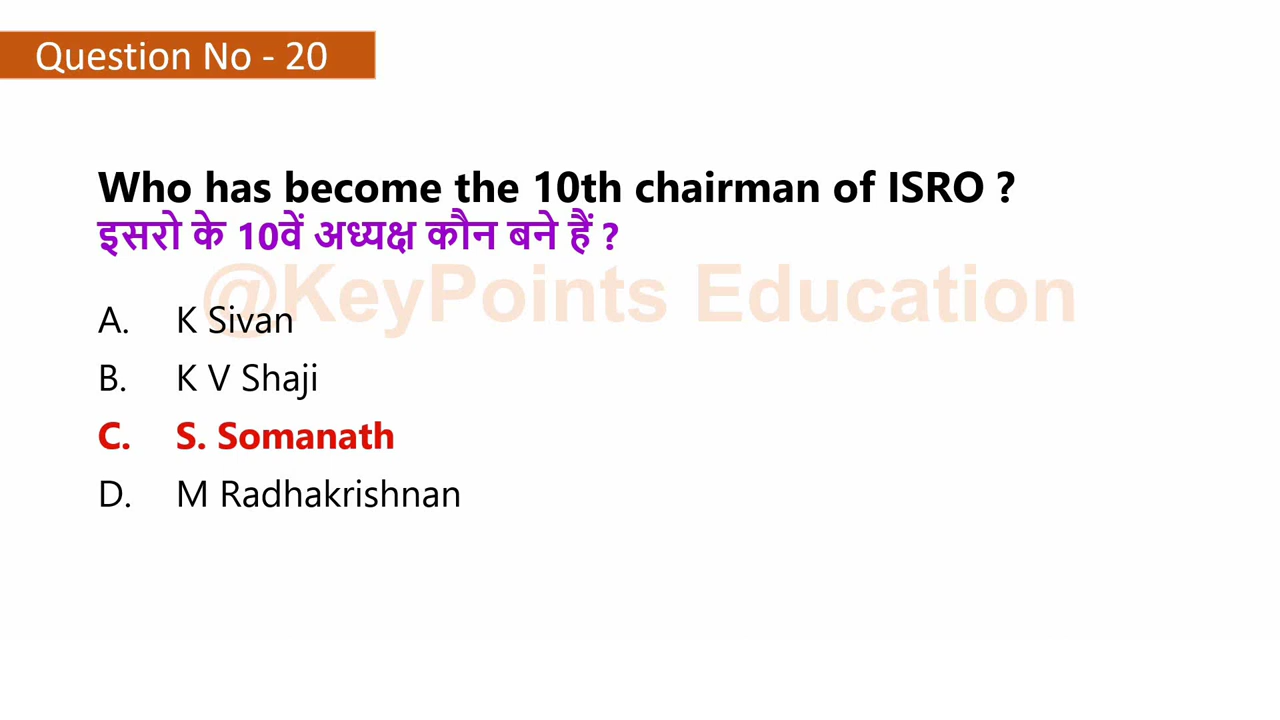 Question No - 20
Who has become the 10th chairman of ISRO ?
इसरो के 10वें अध्यक्ष कौन बने हैं ?
@KeyPoints Education
A. K Sivan
B. K V Shaji
C. S. Somanath
D. M Radhakrishnan